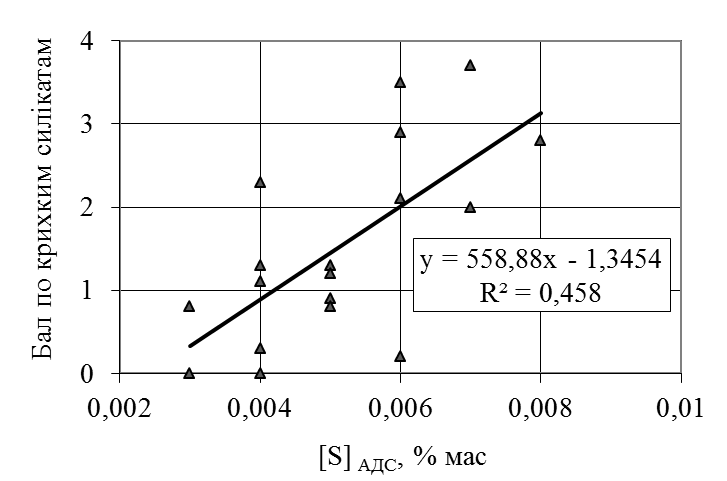 Бал по крихким силікатам
4
3
2
1
0
y = 558,88x - 1,3454
R² = 0,458
0,002
0,004
0,006
0,008
0,01
[S] АДС, % мас